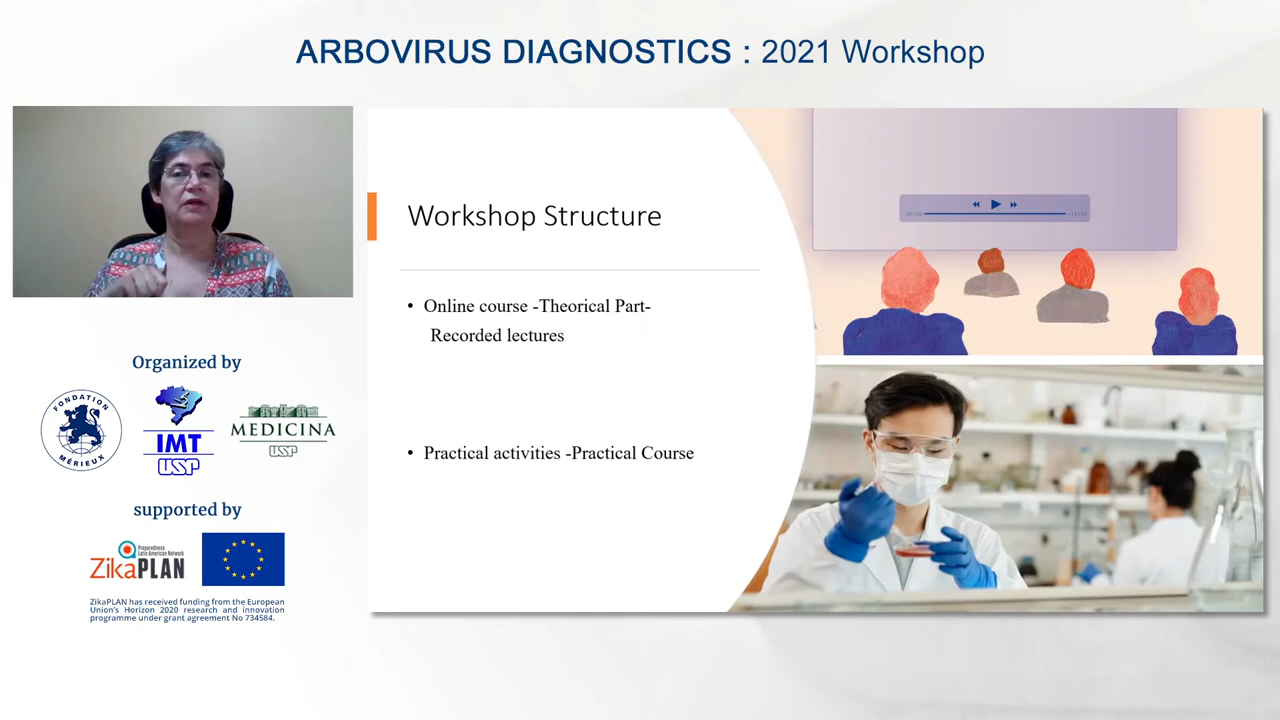 ARBOVIRUS DIAGNOSTICS : 2021 Workshop
Workshop Structure
• Online course -Theorical Part-
Recorded lectures
• Practical activities -Practical Course
Organized by
FONDATION
MÉRIEUX
IMT
USP
MEDICINA
USP
supported by
Preparedness
Latin American Network
ZikaPLAN
ZikaPLAN has received funding from the European
Union's Horizon 2020 research and innovation
programme under grant agreement No 734584.